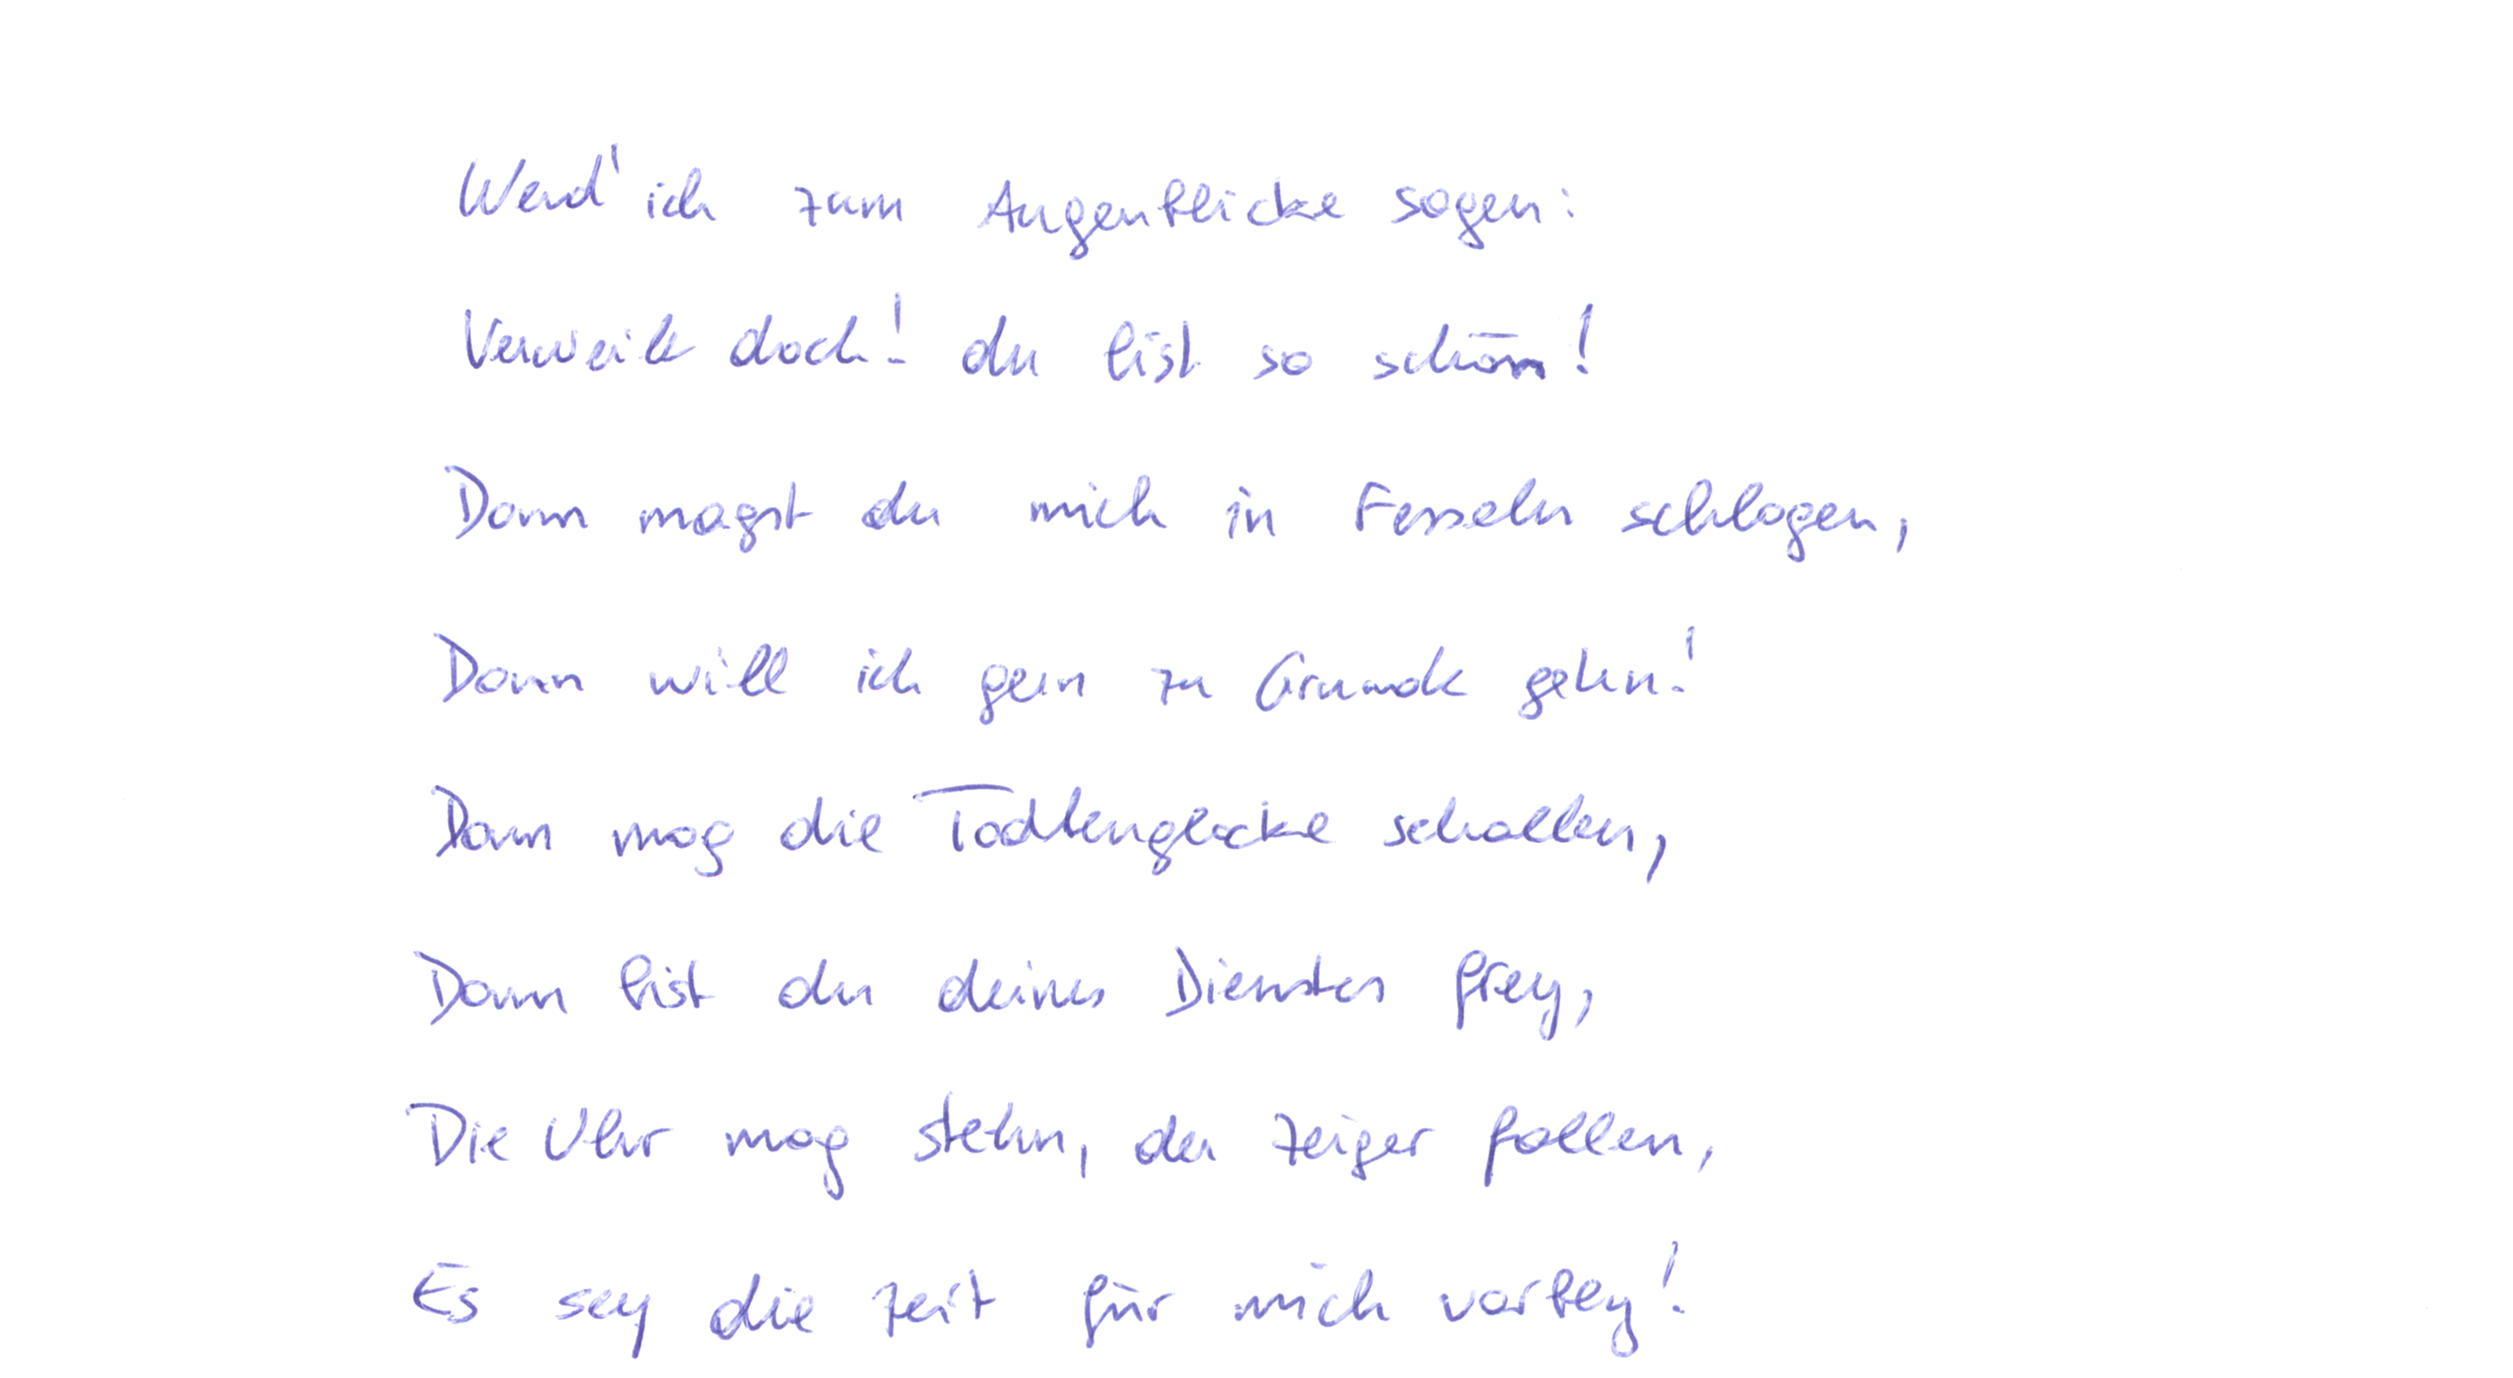 Werd' ich zum Augenblicke sagen:
Verweile doch! du bist so schön!
Dann magst du mich in Fesseln schlagen,
Dann will ich gern zu Grunde gehn!
Dann mag die Todtenglocke schallen,
Dann bist du deines Dienstes frey,
Die Uhr mag stehn, der Zeiger fallen,
Es sey die Zeit für mich vorbey!